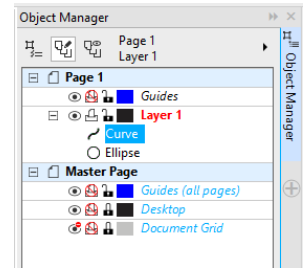 Object Manager
Page 1
Layer 1
Page 1
Guides
Layer 1
Curve
Ellipse
Master Page
Guides (all pages)
Desktop
Document Grid
Object Manager